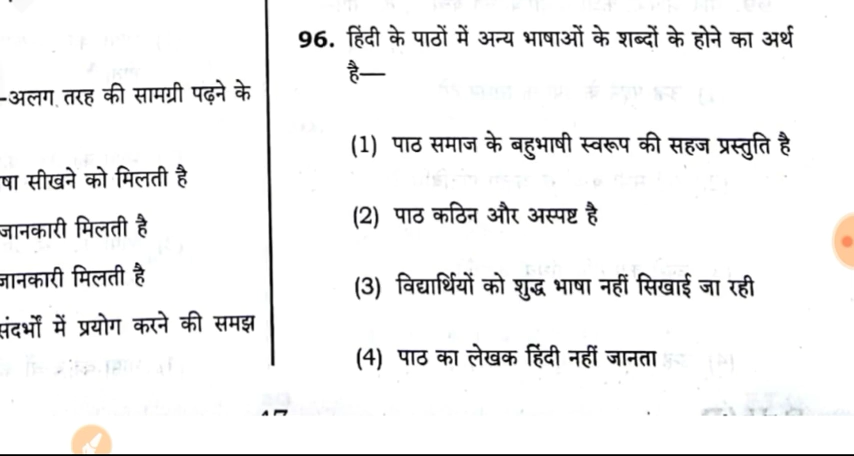 -अलग तरह की सामग्री पढ़ने के
षा सीखने को मिलती है
जानकारी मिलती है
जानकारी मिलती है
संदर्भों में प्रयोग करने की समझ
96. हिंदी के पाठों में अन्य भाषाओं के शब्दों के होने का अर्थ
है—
(1) पाठ समाज के बहुभाषी स्वरूप की सहज प्रस्तुति है
(2) पाठ कठिन और अस्पष्ट है
(3) विद्यार्थियों को शुद्ध भाषा नहीं सिखाई जा रही
(4) पाठ का लेखक हिंदी नहीं जानता